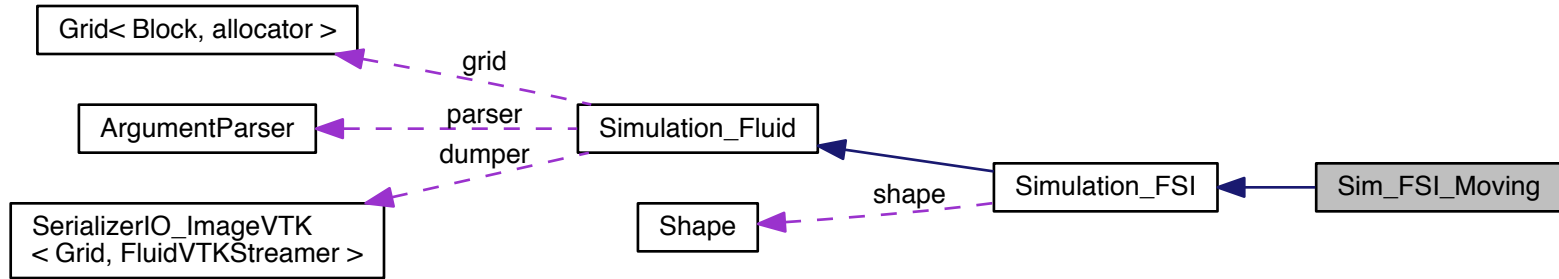 Grid< Block, allocator >
grid
ArgumentParser
parser
Simulation_Fluid
dumper
Simulation_FSI
Sim_FSI_Moving
shape
SerializerIO_ImageVTK
< Grid, FluidVTKStreamer >
Shape